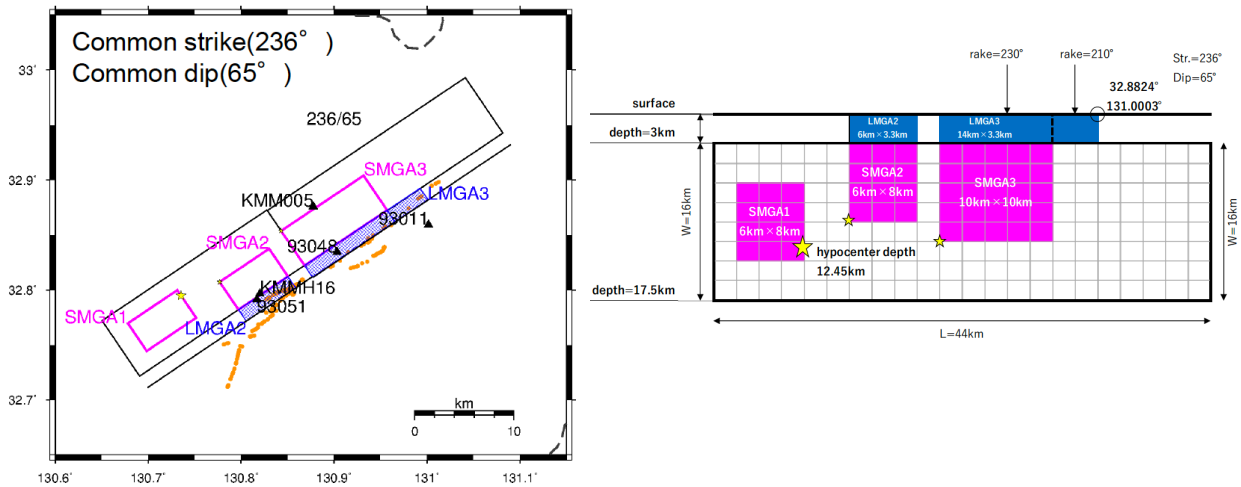 Common strike(236°)
Common dip(65°)
236/65
SMGA3
KMM005
LMGA3
93011
SMGA2
93048
KMMH16
93051
SMGA1
LMGA2
33°
32.9°
32.8°
32.7°
km
0 10
130.6° 130.7° 130.8° 130.9° 131° 131.1°
rake=230° rake=210° Str.=236°
Dip=65°
32.8824°
131.0003°
surface
depth=3km
LMGA2
6km×3.3km
LMGA3
14km×3.3km
SMGA2
6km×8km
SMGA3
10km×10km
SMGA1
6km×8km
W=16km
W=16km
hypocenter depth
12.45km
depth=17.5km
L=44km